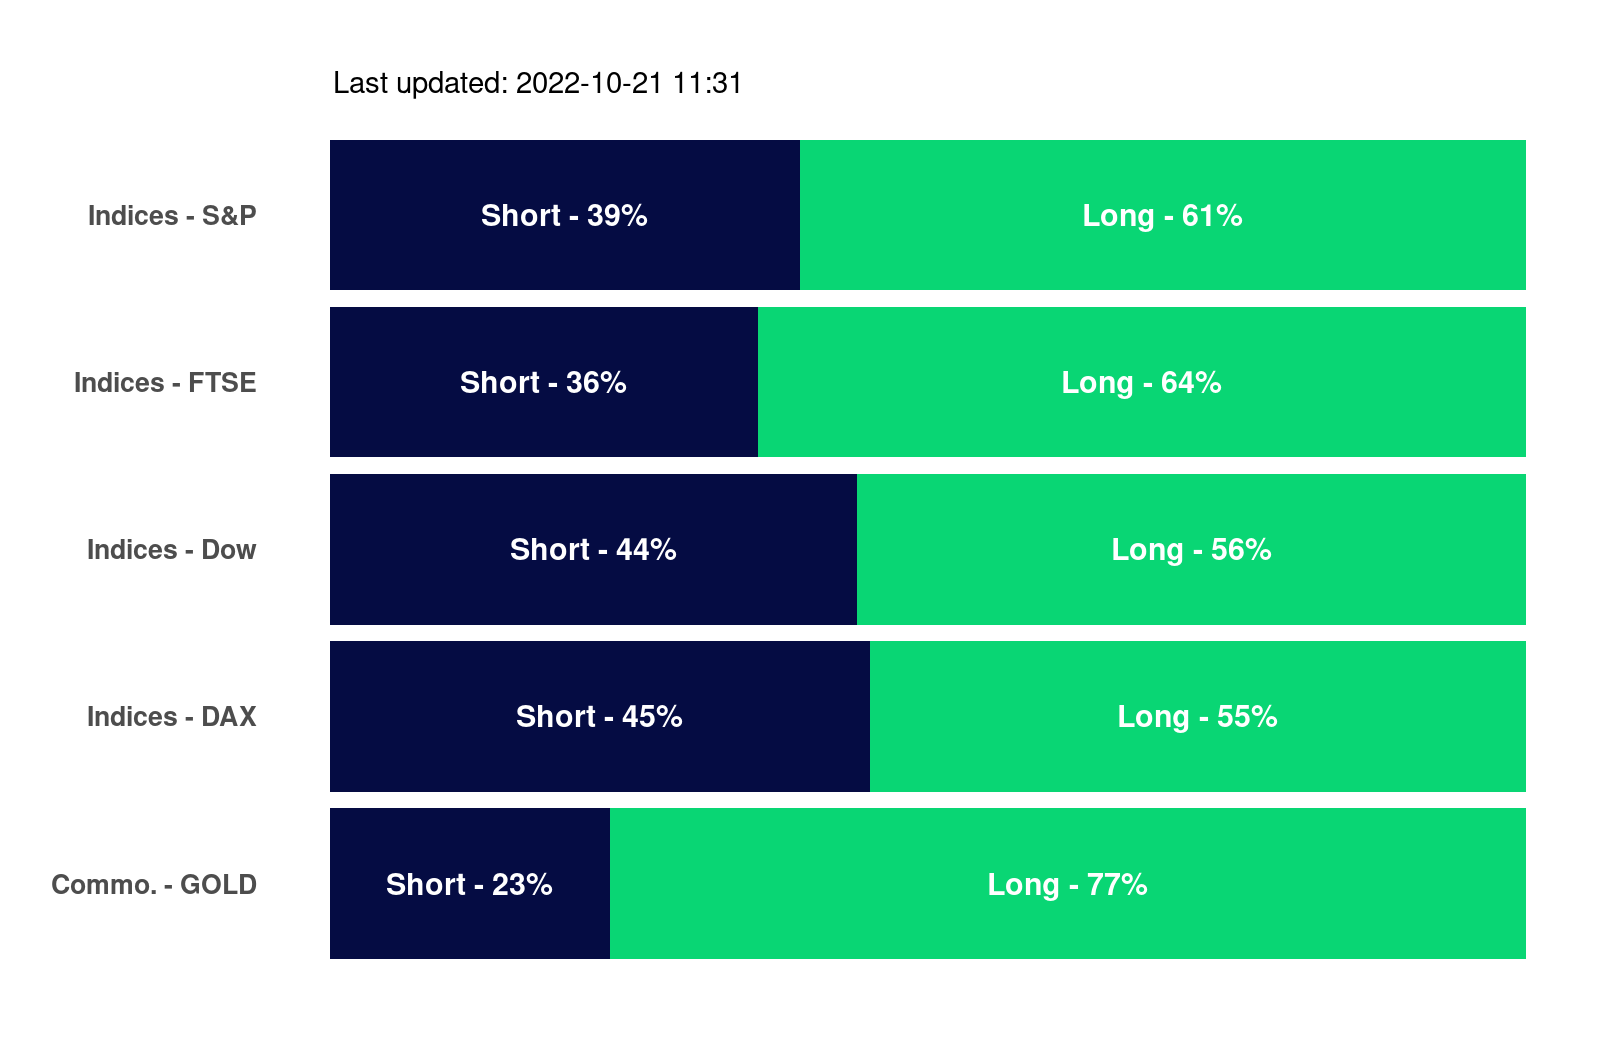 Last updated: 2022-10-21 11:31
Indices - S&P Short - 39% Long - 61%
Indices - FTSE Short - 36% Long - 64%
Indices - Dow Short - 44% Long - 56%
Indices - DAX Short - 45% Long - 55%
Commo. - GOLD Short - 23% Long - 77%